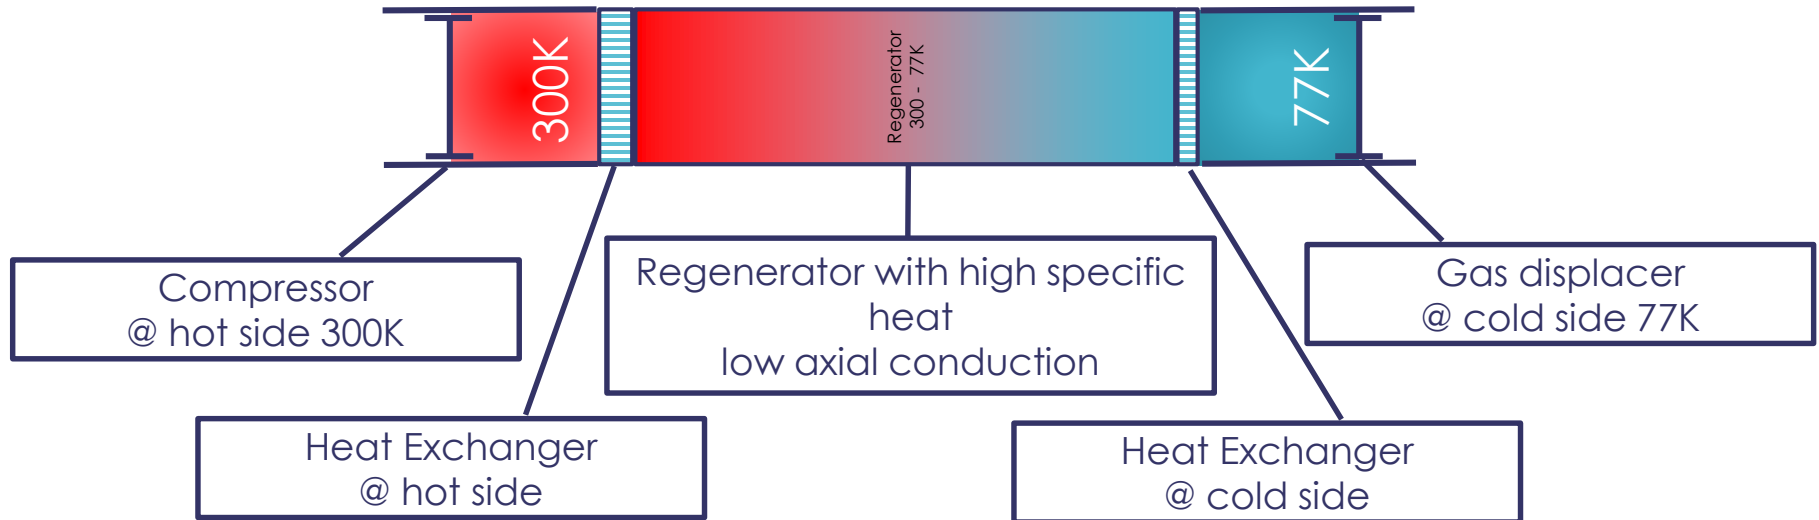 300K
Regenerator
300 - 77K
77K
Compressor
@ hot side 300K
Regenerator with high specific
heat
low axial conduction
Gas displacer
@ cold side 77K
Heat Exchanger
@ hot side
Heat Exchanger
@ cold side